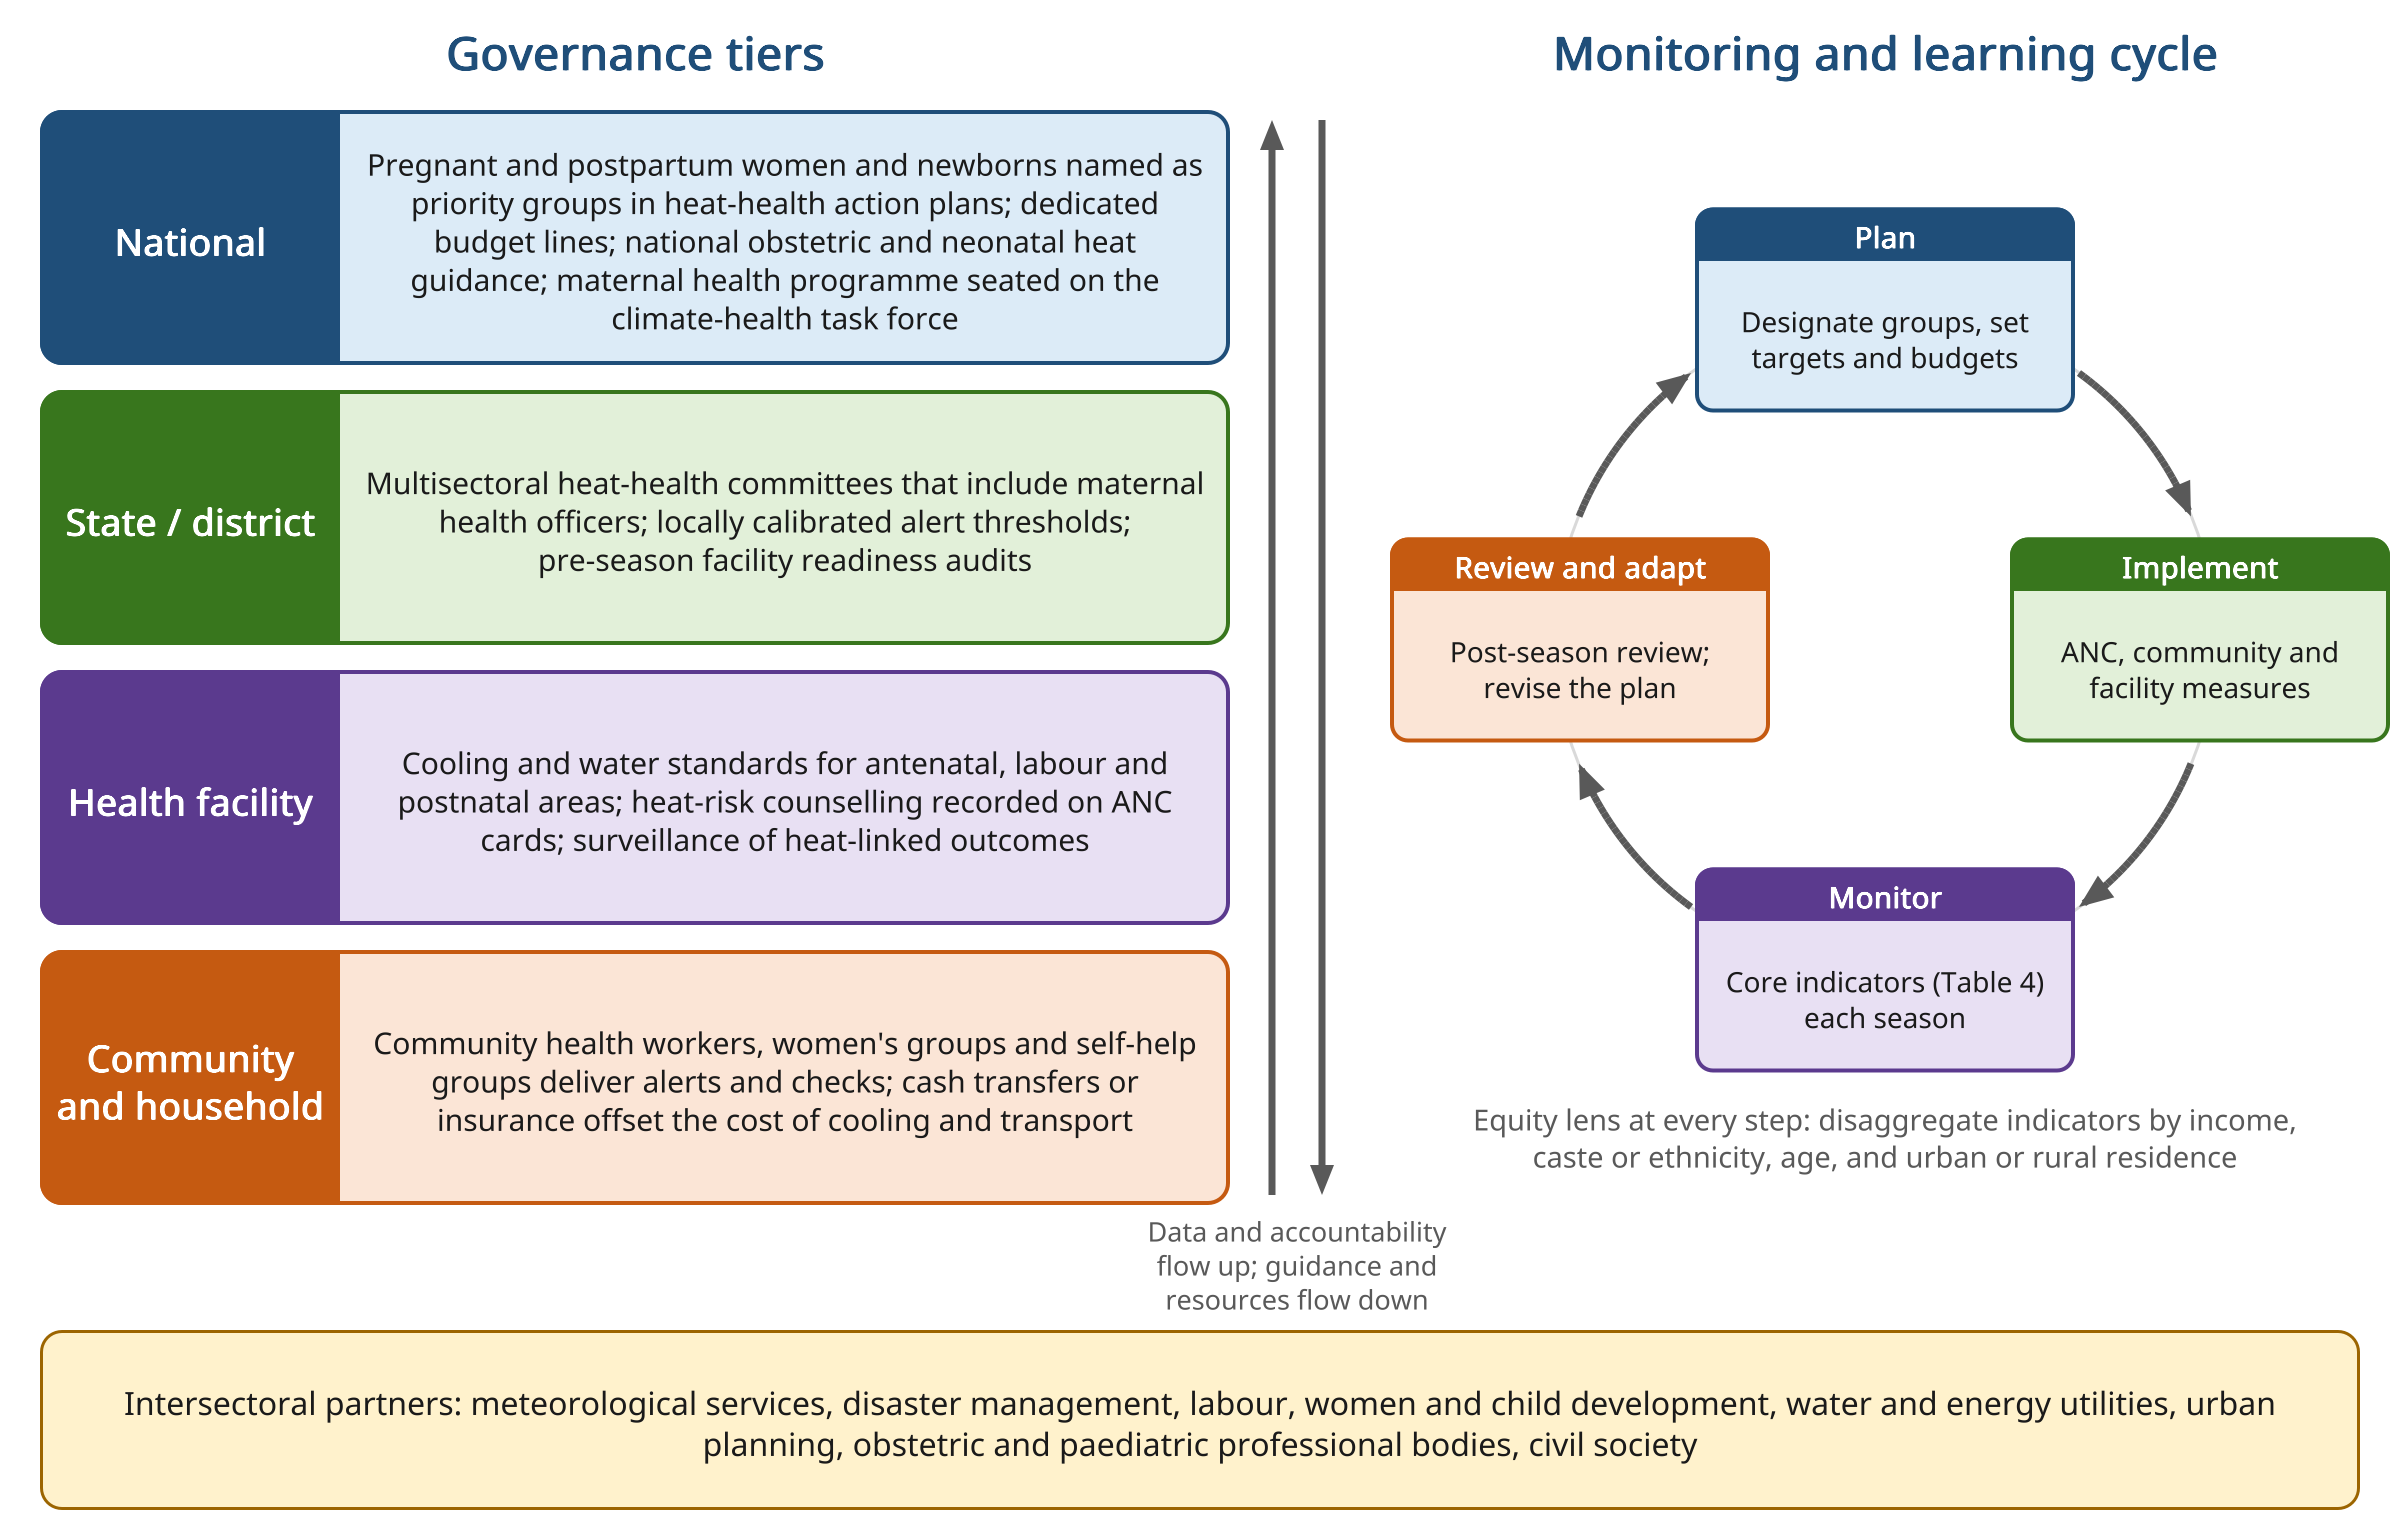 Governance tiers
National
Pregnant and postpartum women and newborns named as
priority groups in heat-health action plans; dedicated
budget lines; national obstetric and neonatal heat
guidance; maternal health programme seated on the
climate-health task force
State / district
Multisectoral heat-health committees that include maternal
health officers; locally calibrated alert thresholds;
pre-season facility readiness audits
Health facility
Cooling and water standards for antenatal, labour and
postnatal areas; heat-risk counselling recorded on ANC
cards; surveillance of heat-linked outcomes
Community
and household
Community health workers, women's groups and self-help
groups deliver alerts and checks; cash transfers or
insurance offset the cost of cooling and transport
Data and accountability
flow up; guidance and
resources flow down
Monitoring and learning cycle
Plan
Designate groups, set
targets and budgets
Implement
ANC, community and
facility measures
Monitor
Core indicators (Table 4)
each season
Review and adapt
Post-season review;
revise the plan
Equity lens at every step: disaggregate indicators by income,
caste or ethnicity, age, and urban or rural residence
Intersectoral partners: meteorological services, disaster management, labour, women and child development, water and energy utilities, urban
planning, obstetric and paediatric professional bodies, civil society